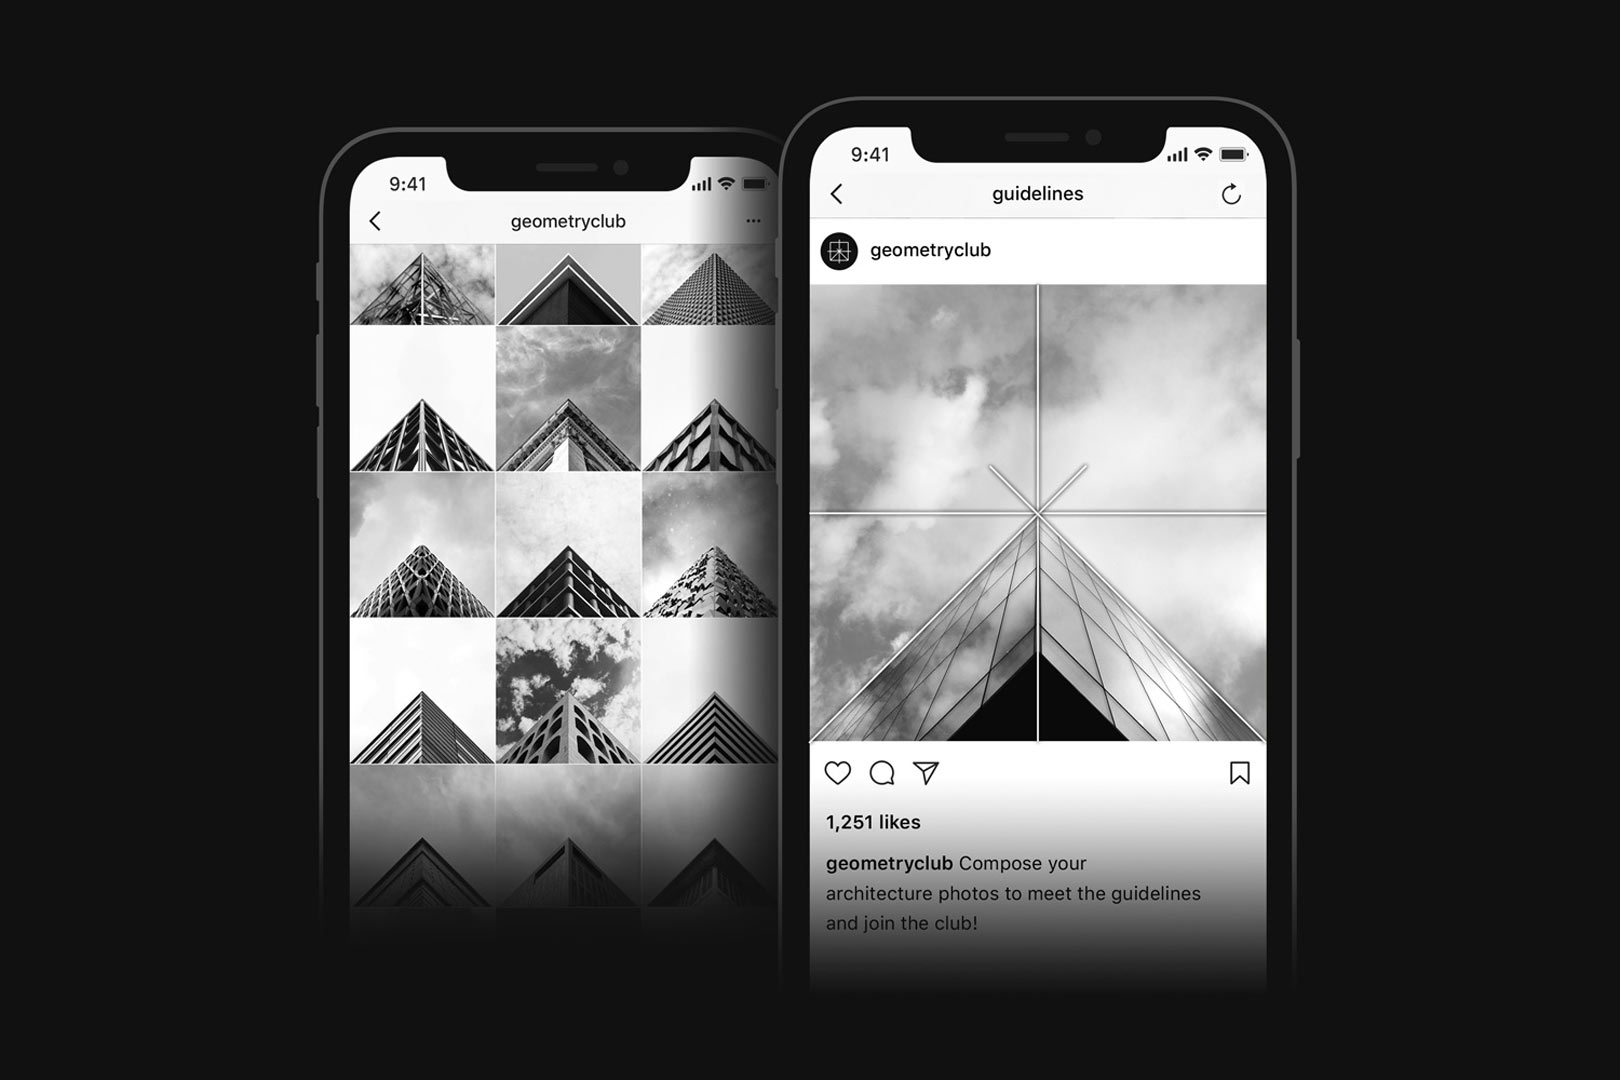 9:41
geometryclub
9:41
guidelines
geometryclub
1,251 likes
geometryclub Compose your
architecture photos to meet the guidelines
and join the club!